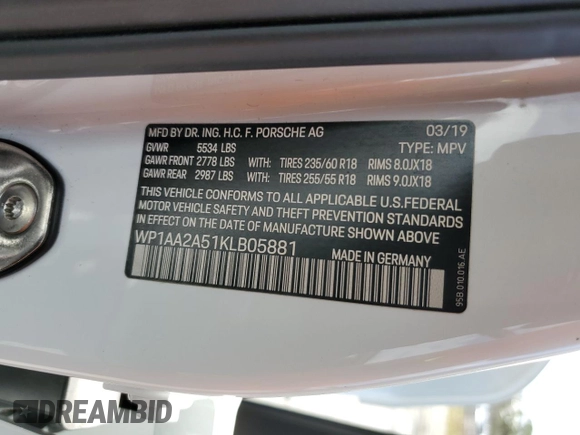 MFD BY DR. ING. H.C. F. PORSCHE AG 03/19
GVWR 5534 LBS TYPE: MPV
GAWR FRONT 2778 LBS WITH: TIRES 235/60 R18 RIMS 8.0JX18
GAWR REAR 2987 LBS WITH: TIRES 255/55 R18 RIMS 9.0JX18
THIS VEHICLE CONFORMS TO ALL APPLICABLE U.S.FEDERAL
MOTOR VEHICLE SAFETY AND THEFT PREVENTION STANDARDS
IN EFFECT ON THE DATE OF MANUFACTURE SHOWN ABOVE
WP1AA2A51KLB05881
MADE IN GERMANY
95B.010.016.AE
DREAMBID